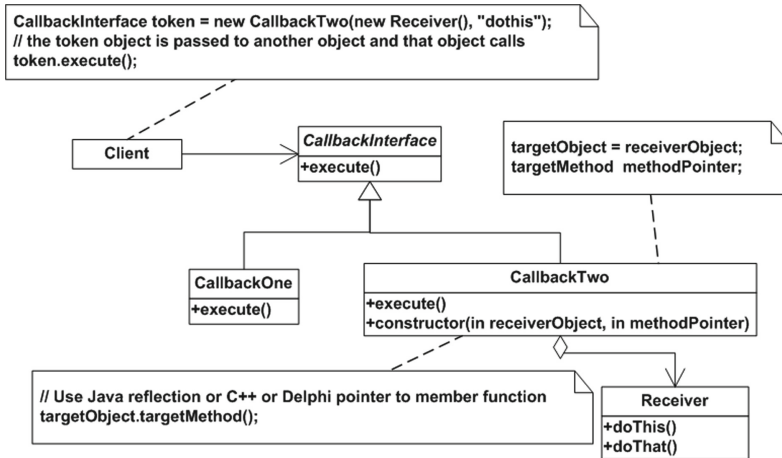 CallbackInterface token = new CallbackTwo(new Receiver(), "dothis");
// the token object is passed to another object and that object calls
token.execute();
Client
CallbackInterface
+execute()
targetObject = receiverObject;
targetMethod methodPointer;
CallbackOne
+execute()
CallbackTwo
+execute()
+constructor(in receiverObject, in methodPointer)
// Use Java reflection or C++ or Delphi pointer to member function
targetObject.targetMethod();
Receiver
+doThis()
+doThat()